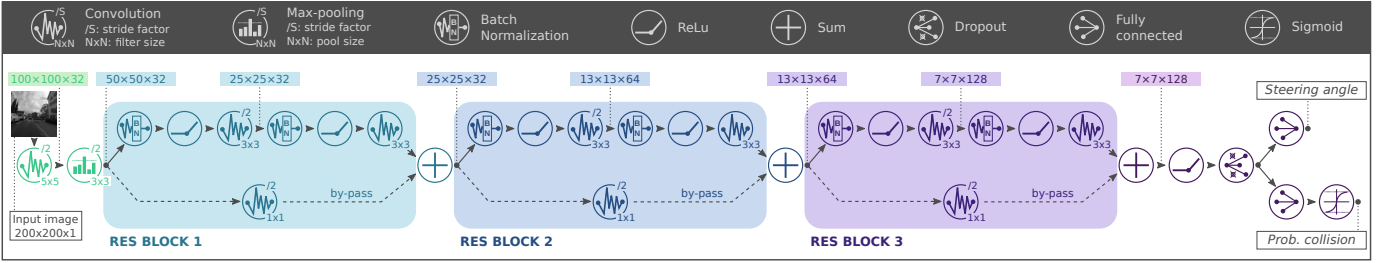 /S
NxN
Convolution
/S: stride factor
NxN: filter size
/S
NxN
Max-pooling
/S: stride factor
NxN: pool size
B
N
Batch
Normalization
ReLu
Sum
Dropout
Fully
connected
Sigmoid
100×100×32
50×50×32
25×25×32
25×25×32
13×13×64
13×13×64
7×7×128
7×7×128
Steering angle
B
N
/2
3x3
B
N
3x3
B
N
/2
3x3
B
N
3x3
B
N
/2
3x3
B
N
3x3
/2
5x5
/2
3x3
/2
1x1
by-pass
/2
1x1
by-pass
/2
1x1
by-pass
Input image
200x200x1
RES BLOCK 1
RES BLOCK 2
RES BLOCK 3
Prob. collision